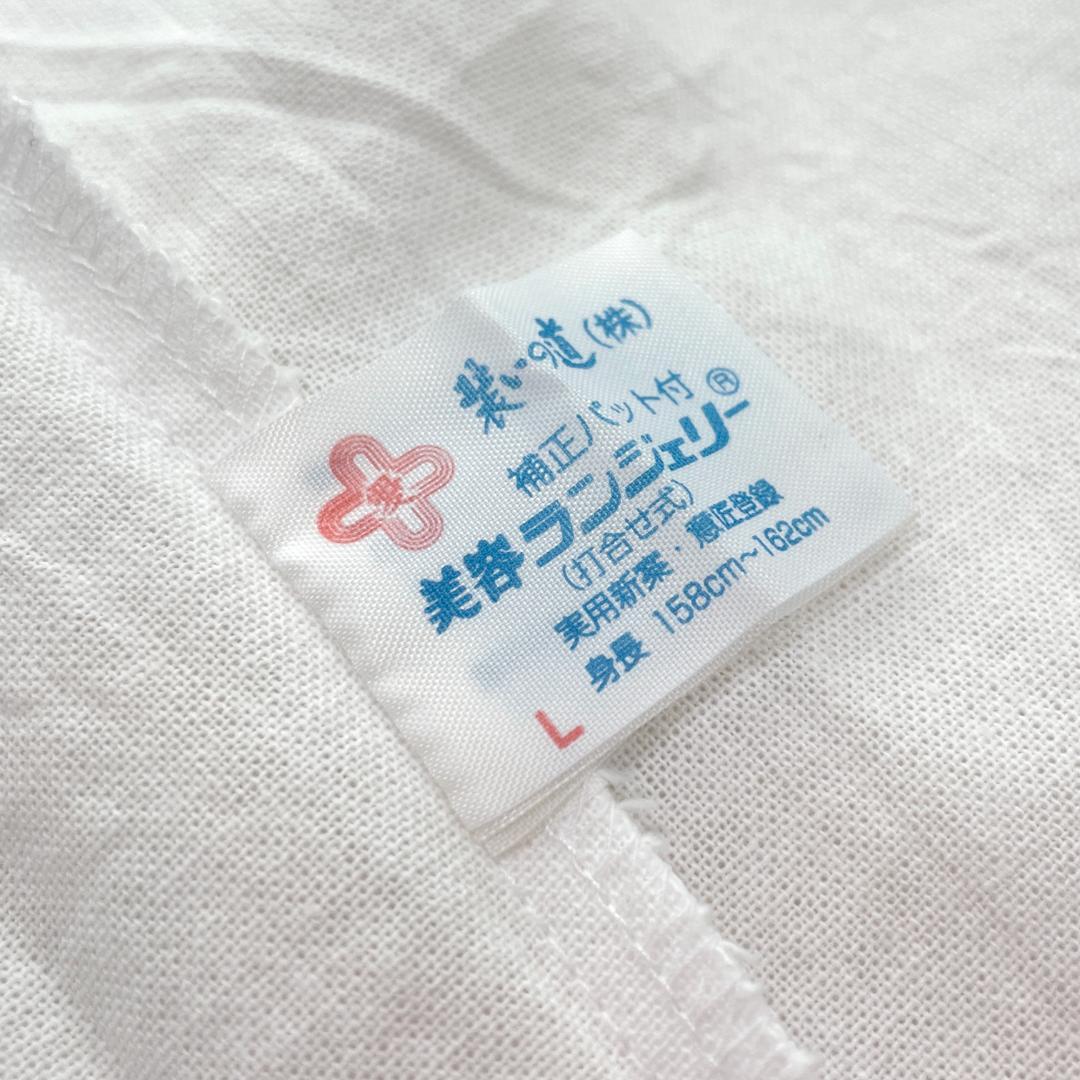 装いの道(株)
補正パット付
美容ランジェリー®
(打合せ式)
実用新案・意匠登録
身長 158cm〜162cm
L